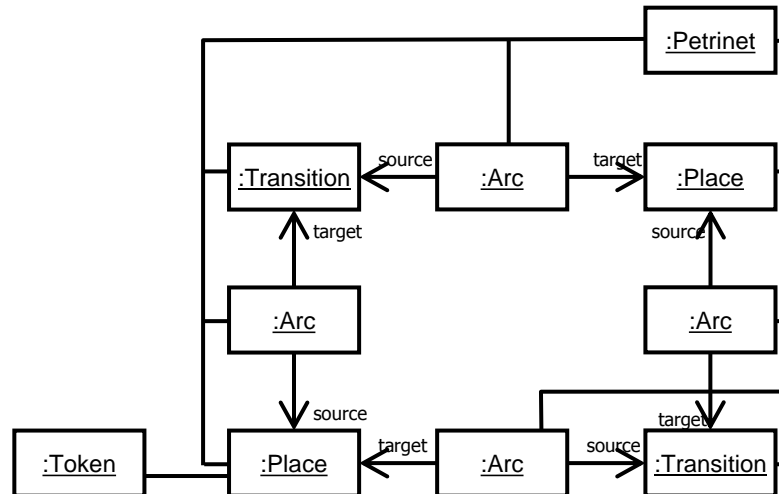 :Petrinet
source
target
:Transition
:Arc
:Place
target
source
:Arc
:Arc
source
target
target
source
:Token
:Place
:Arc
:Transition